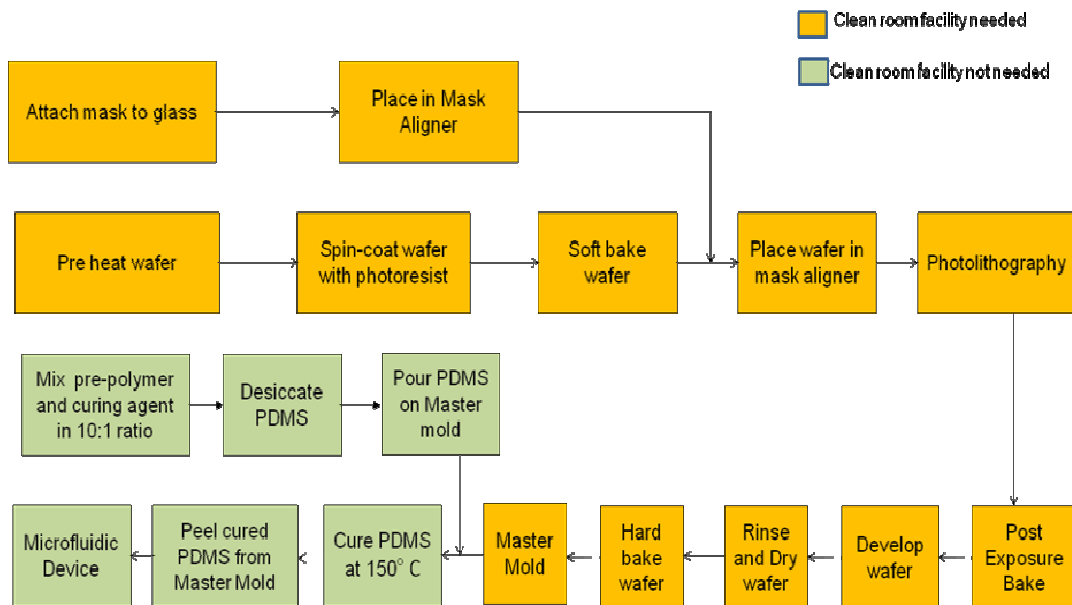 Clean room facility needed
Clean room facility not needed
Attach mask to glass
Place in Mask
Aligner
Pre heat wafer
Spin-coat wafer
with photoresist
Soft bake
wafer
Place wafer in
mask aligner
Photolithography
Mix pre-polymer
and curing agent
in 10:1 ratio
Desiccate
PDMS
Pour PDMS
on Master
mold
Microfluidic
Device
Peel cured
PDMS from
Master Mold
Cure PDMS
at 150° C
Master
Mold
Hard
bake
wafer
Rinse
and Dry
wafer
Develop
wafer
Post
Exposure
Bake